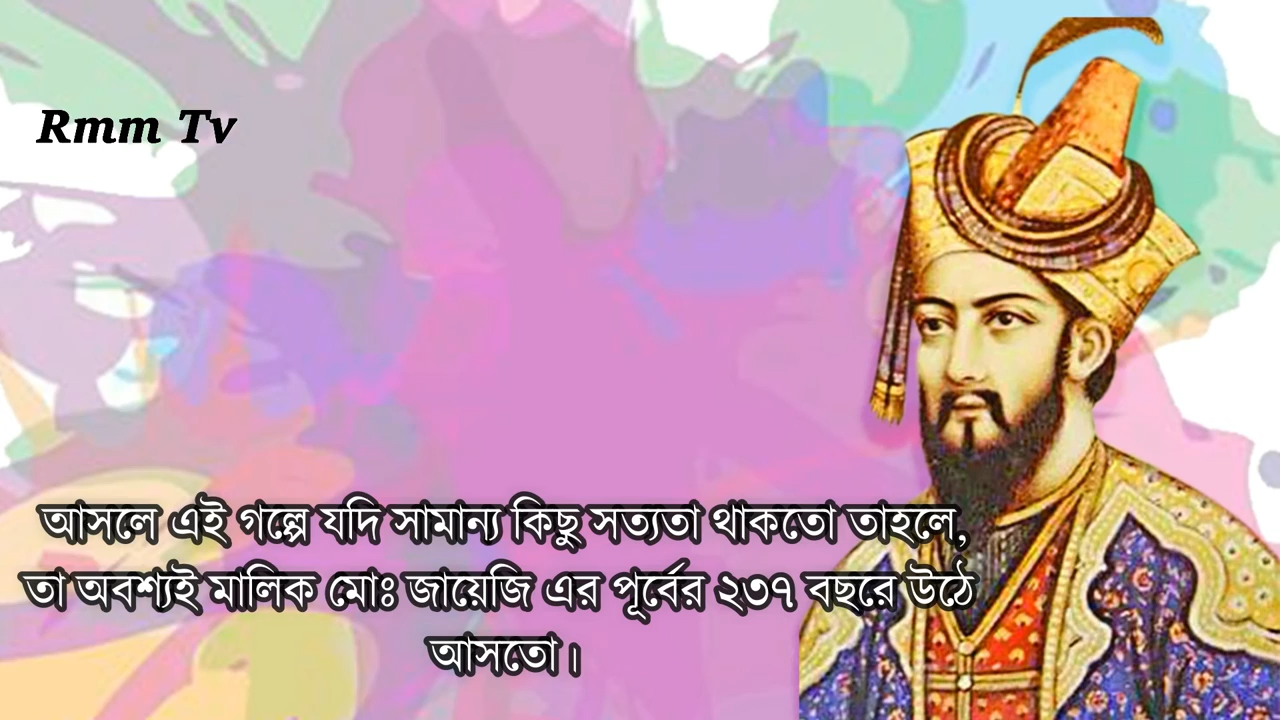 Rmm Tv
আসলে এই গল্পে যদি সামান্য কিছু সত্যতা থাকতো তাহলে,
তা অবশ্যই মালিক মোঃ জায়েজি এর পূর্বের ২৩৭ বছরে উঠে
আসতো।